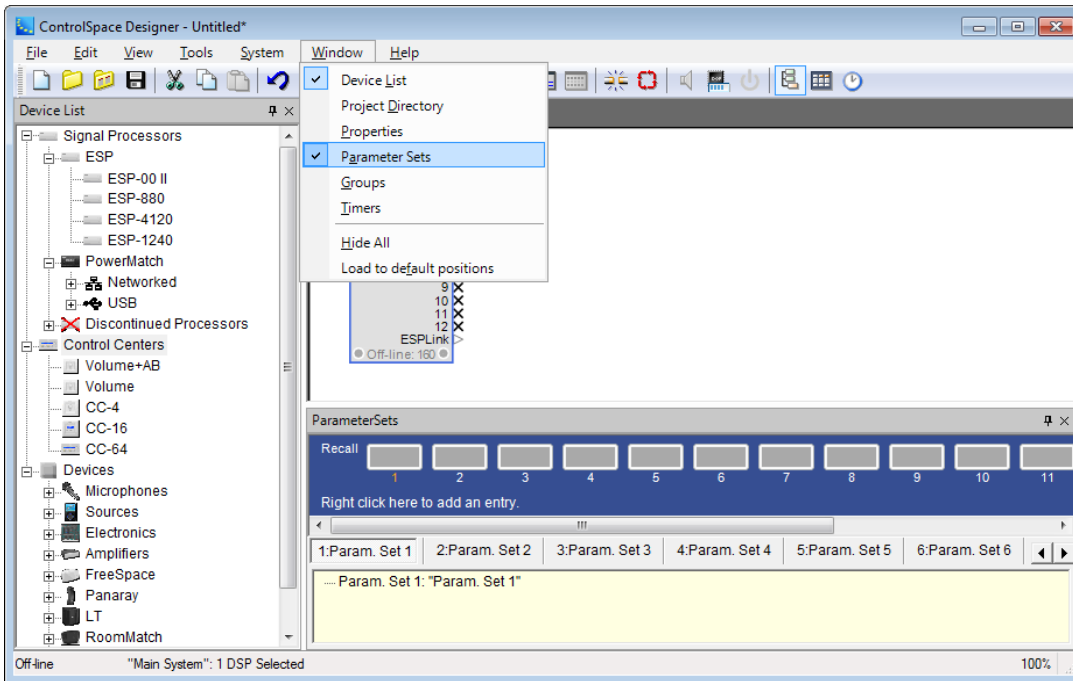 ControlSpace Designer - Untitled*
File Edit View Tools System Window Help
Device List
Signal Processors
ESP
ESP-00 II
ESP-880
ESP-4120
ESP-1240
PowerMatch
Networked
USB
Discontinued Processors
Control Centers
Volume+AB
Volume
CC-4
CC-16
CC-64
Devices
Microphones
Sources
Electronics
Amplifiers
FreeSpace
Panaray
LT
RoomMatch
Device List
Project Directory
Properties
Parameter Sets
Groups
Timers
Hide All
Load to default positions
9
10
11
12
ESPLink
Off-line: 160
ParameterSets
Recall
1 2 3 4 5 6 7 8 9 10 11
Right click here to add an entry.
1:Param. Set 1 2:Param. Set 2 3:Param. Set 3 4:Param. Set 4 5:Param. Set 5 6:Param. Set 6
Param. Set 1: "Param. Set 1"
Off-line "Main System": 1 DSP Selected 100%